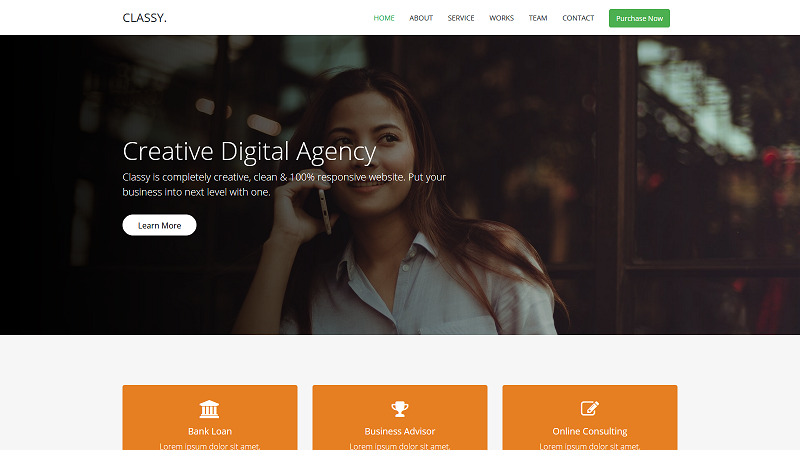 CLASSY.
HOME ABOUT SERVICE WORKS TEAM CONTACT Purchase Now
Creative Digital Agency
Classy is completely creative, clean & 100% responsive website. Put your
business into next level with one.
Learn More
Bank Loan Business Advisor Online Consulting
Lorem ipsum dolor sit amet, Lorem ipsum dolor sit amet, Lorem ipsum dolor sit amet,